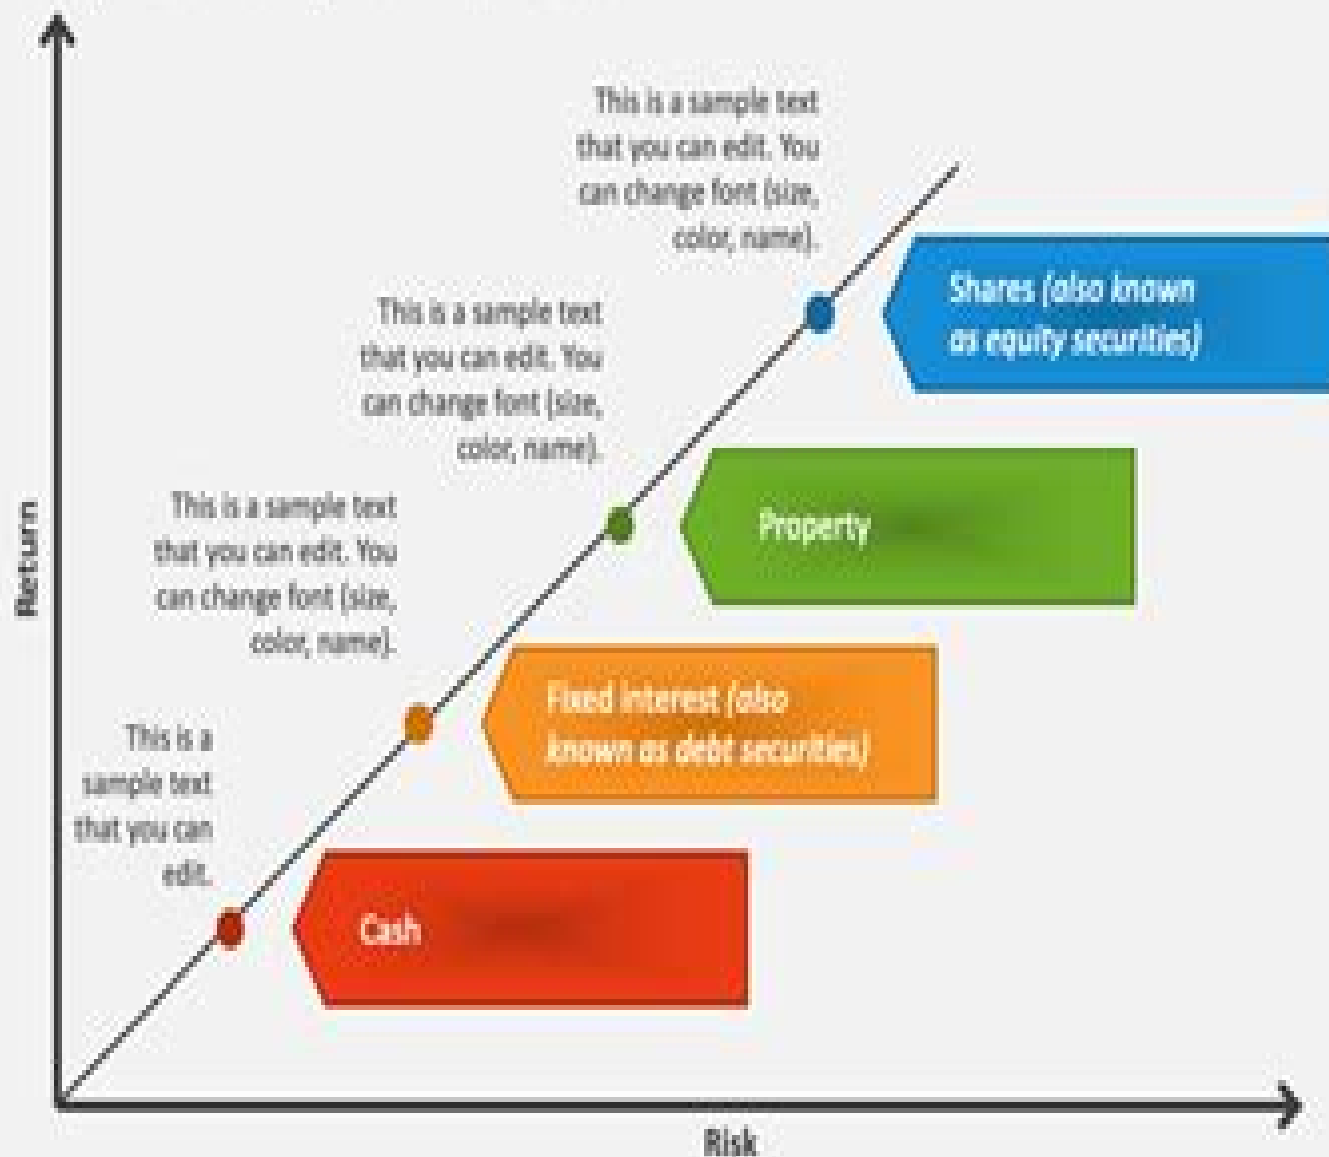 This is a sample text
that you can edit. You
can change font (size,
color, name).
Shares (also known
as equity securities)
This is a sample text
that you can edit. You
can change font (size,
color, name).
Property
This is a sample text
that you can edit. You
can change font (size,
color, name).
Fixed interest (also
known as debt securities)
This is a
sample text
that you can
edit.
Cash
Return
Risk